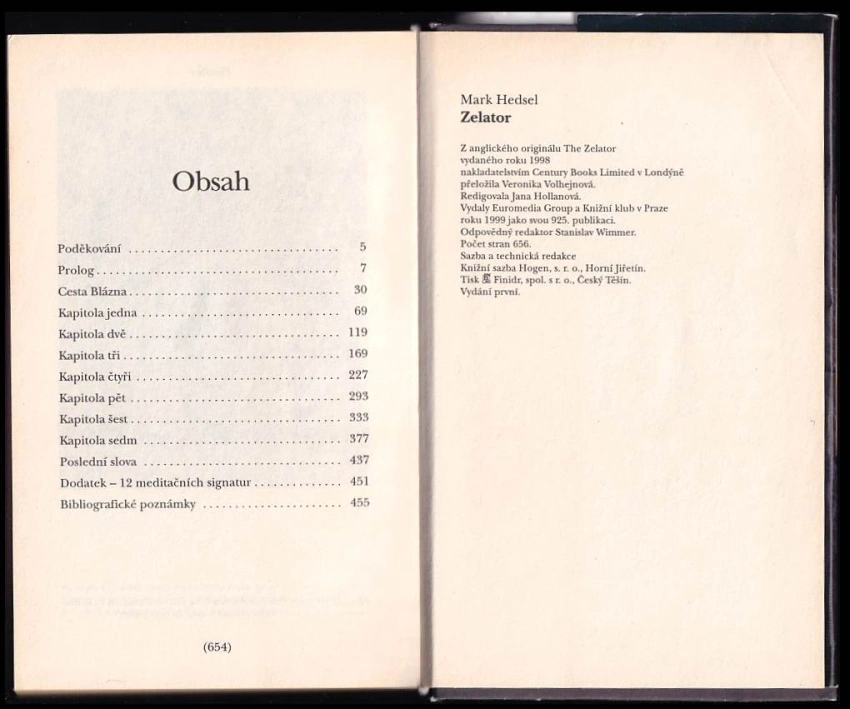 Obsah
Poděkování ................................ 5
Prolog ..................................... 7
Cesta Blázna ................................ 30
Kapitola jedna .............................. 69
Kapitola dvě ................................ 119
Kapitola tři ................................ 169
Kapitola čtyři .............................. 227
Kapitola pět ................................ 293
Kapitola šest ............................... 333
Kapitola sedm .............................. 377
Poslední slova .............................. 437
Dodatek – 12 meditačních signatur .............. 451
Bibliografické poznámky ...................... 455
(654)
Mark Hedsel
Zelator
Z anglického originálu The Zelator
vydaného roku 1998
nakladatelstvím Century Books Limited v Londýně
přeložila Veronika Volhejnová.
Redigovala Jana Hollanová.
Vydaly Euromedia Group a Knižní klub v Praze
roku 1999 jako svou 925. publikaci.
Odpovědný redaktor Stanislav Wimmer.
Počet stran 656.
Sazba a technická redakce
Knižní sazba Hogen, s. r. o., Horní Jiřetín.
Tisk Finidr, spol. s r. o., Český Těšín.
Vydání první.